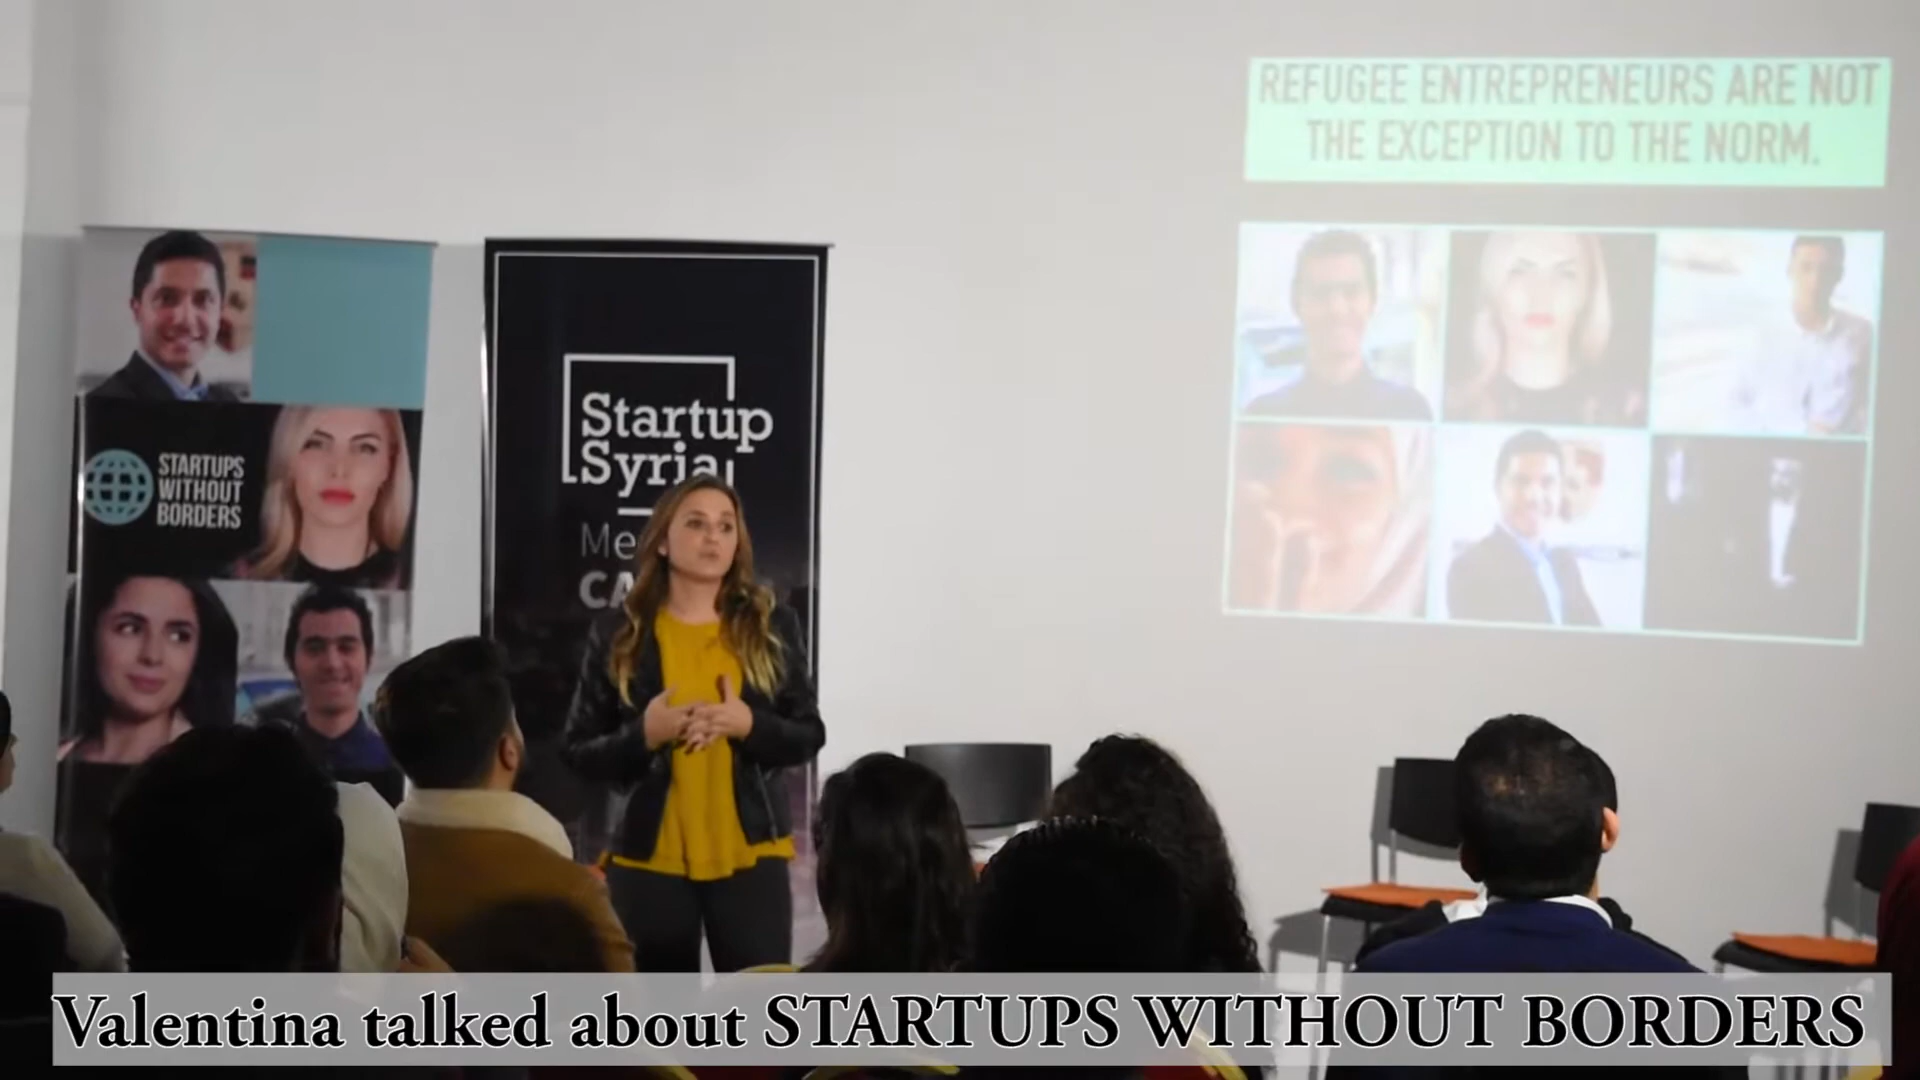 REFUGEE ENTREPRENEURS ARE NOT
THE EXCEPTION TO THE NORM.
STARTUPS
WITHOUT
BORDERS
Startup
Syria
Valentina talked about STARTUPS WITHOUT BORDERS